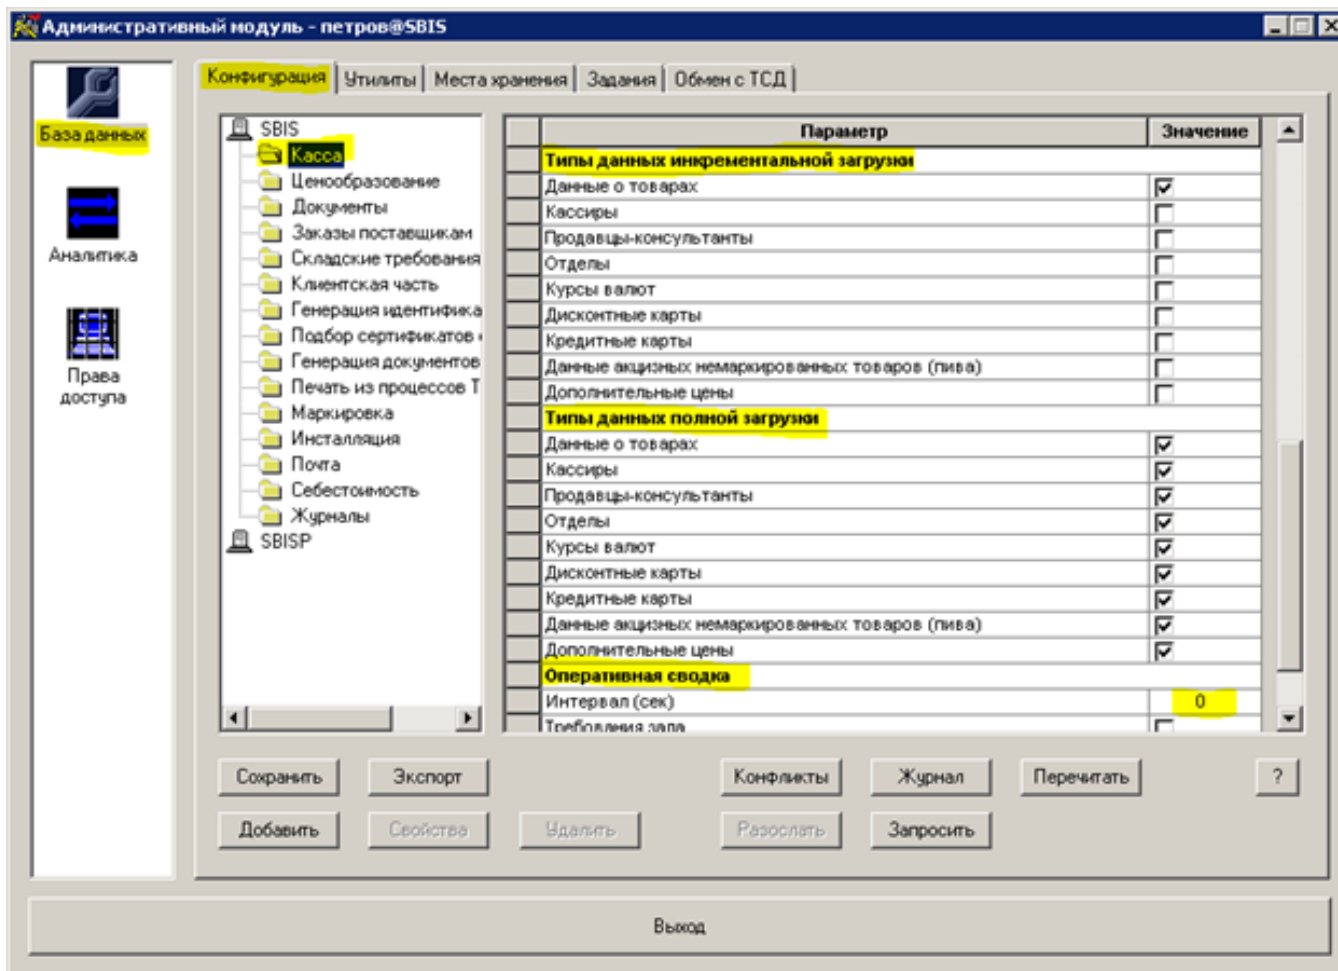 Административный модуль - петров@SBIS
База данных
Аналитика
Права
доступа
Конфигурация
Утилиты
Места хранения
Задания
Обмен с ТСД
SBIS
Касса
Ценообразование
Документы
Заказы поставщикам
Складские требования
Клиентская часть
Генерация идентифика
Подбор сертификатов
Генерация документов
Печать из процессов Т
Маркировка
Инсталляция
Почта
Себестоимость
Журналы
SBISP
Параметр Значение
Типы данных инкрементальной загрузки
Данные о товарах
Кассиры
Продавцы-консультанты
Отделы
Курсы валют
Дисконтные карты
Кредитные карты
Данные акцизных немаркированных товаров (пива)
Дополнительные цены
Типы данных полной загрузки
Данные о товарах
Кассиры
Продавцы-консультанты
Отделы
Курсы валют
Дисконтные карты
Кредитные карты
Данные акцизных немаркированных товаров (пива)
Дополнительные цены
Оперативная сводка
Интервал (сек) 0
Требования зала
Сохранить Экспорт Конфликты Журнал Перечитать ?
Добавить Свойства Удалить Разослать Запросить
Выход